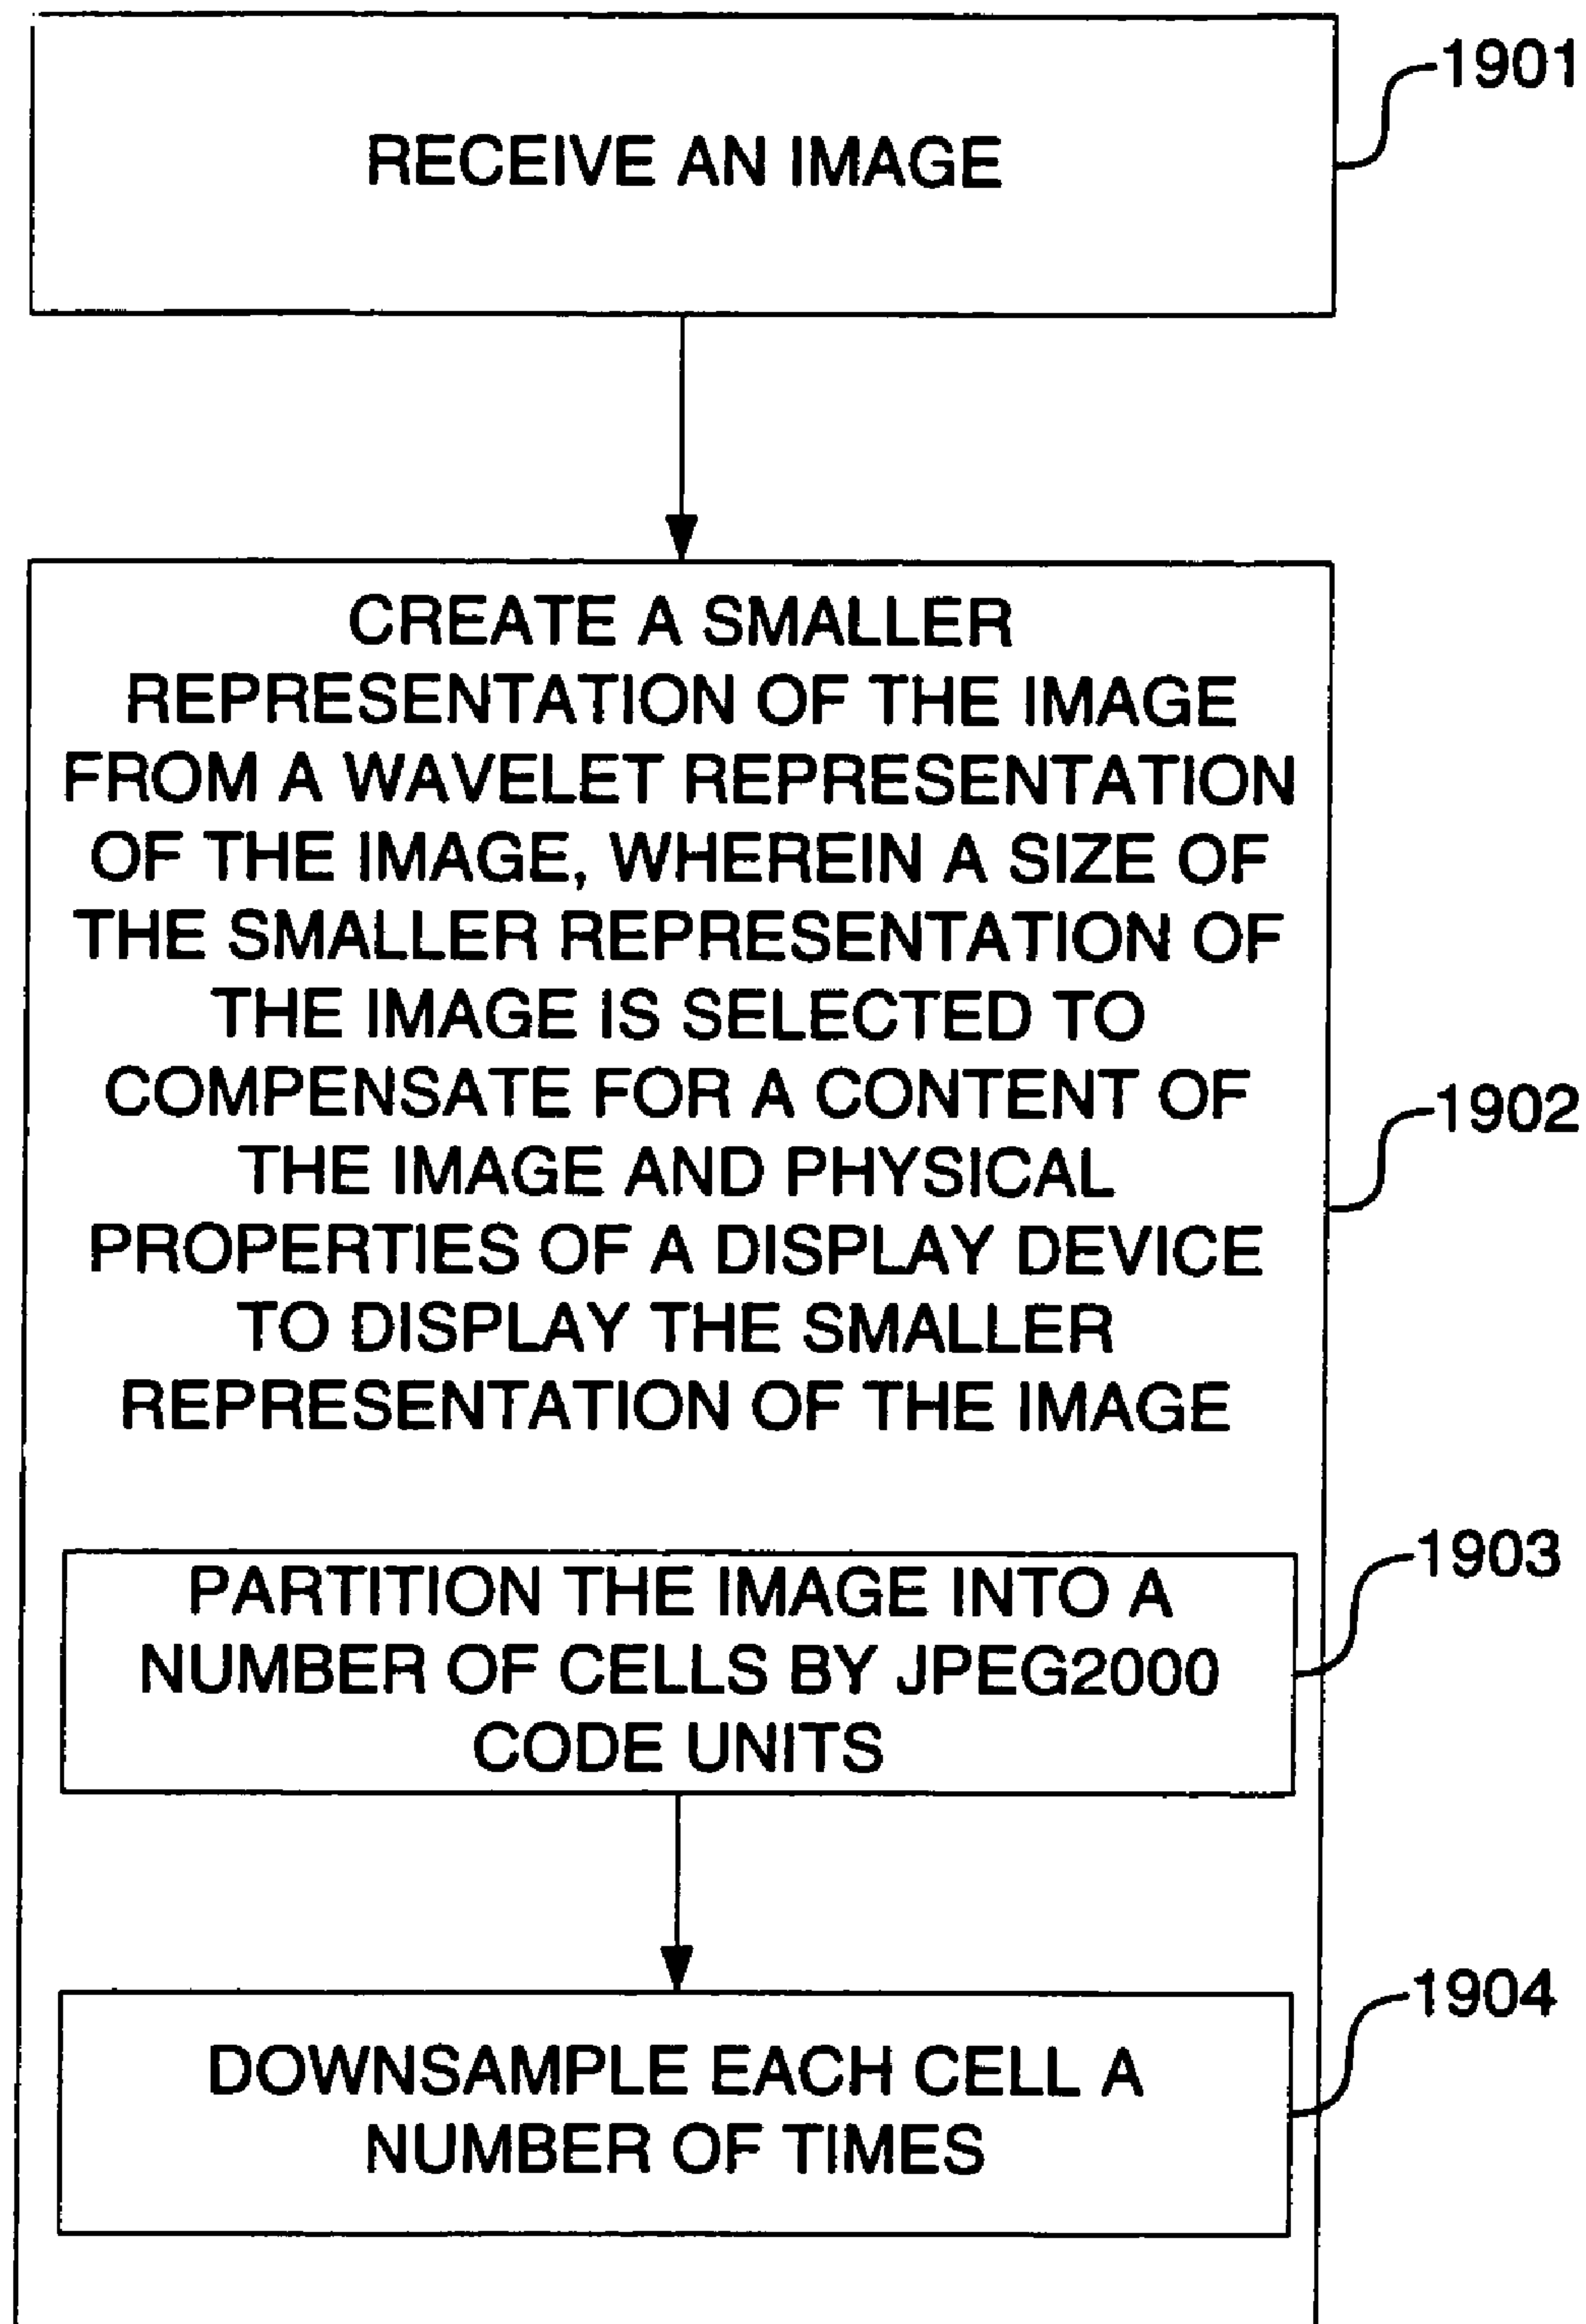 1901
RECEIVE AN IMAGE
CREATE A SMALLER
REPRESENTATION OF THE IMAGE
FROM A WAVELET REPRESENTATION
OF THE IMAGE, WHEREIN A SIZE OF
THE SMALLER REPRESENTATION OF
THE IMAGE IS SELECTED TO
COMPENSATE FOR A CONTENT OF
THE IMAGE AND PHYSICAL
PROPERTIES OF A DISPLAY DEVICE
TO DISPLAY THE SMALLER
REPRESENTATION OF THE IMAGE
1902
1903
PARTITION THE IMAGE INTO A
NUMBER OF CELLS BY JPEG2000
CODE UNITS
1904
DOWNSAMPLE EACH CELL A
NUMBER OF TIMES